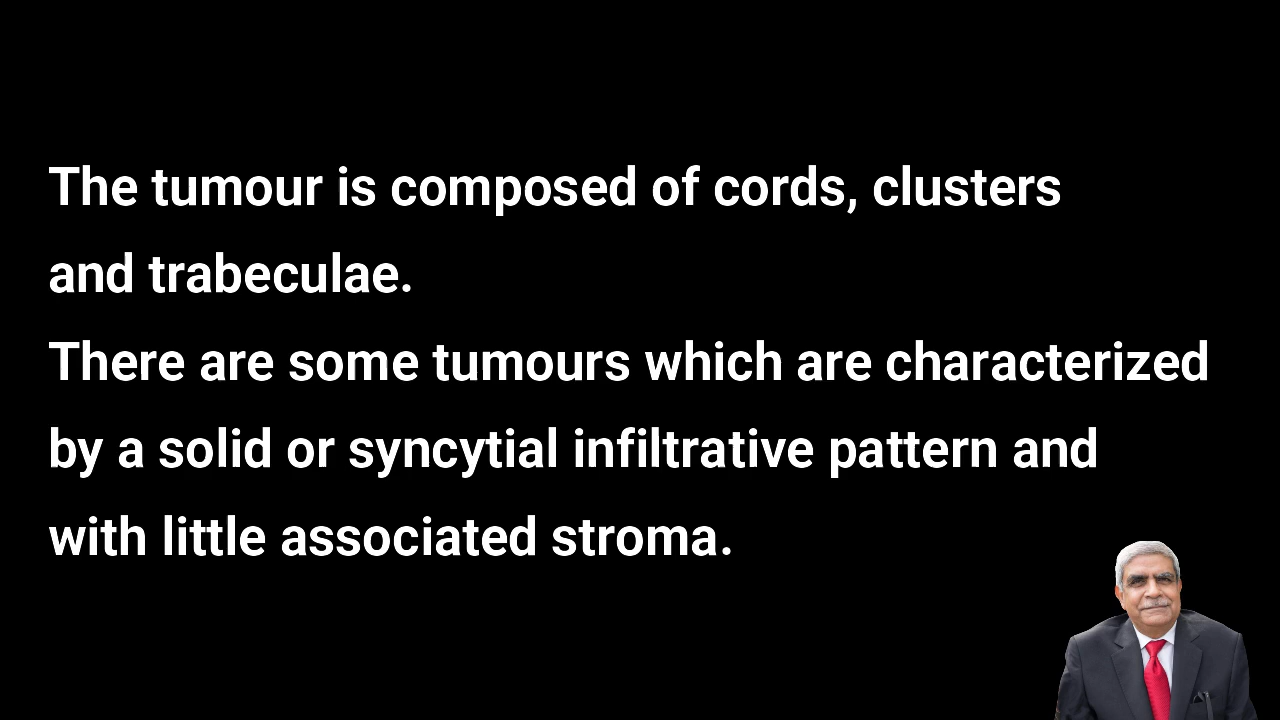 The tumour is composed of cords, clusters
and trabeculae.
There are some tumours which are characterized
by a solid or syncytial infiltrative pattern and
with little associated stroma.